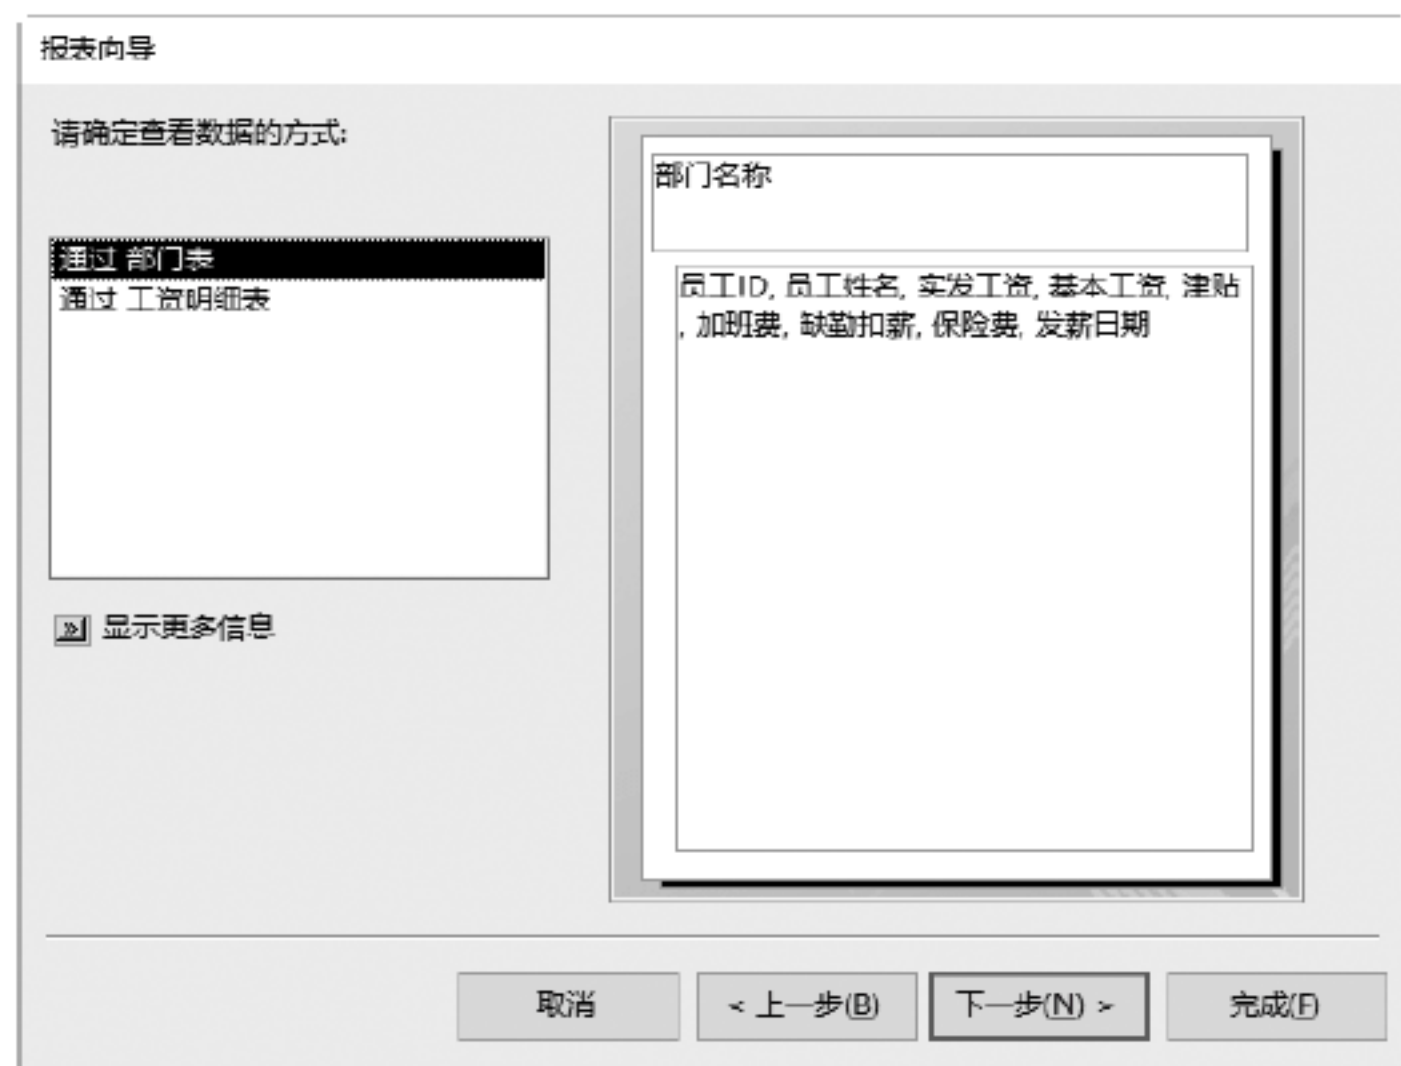 报表向导
请确定查看数据的方式:
通过 部门表
通过 工资明细表
显示更多信息
部门名称
员工ID, 员工姓名, 实发工资, 基本工资, 津贴
, 加班费, 缺勤扣薪, 保险费, 发薪日期
取消
< 上一步(B)
下一步(N) >
完成(F)